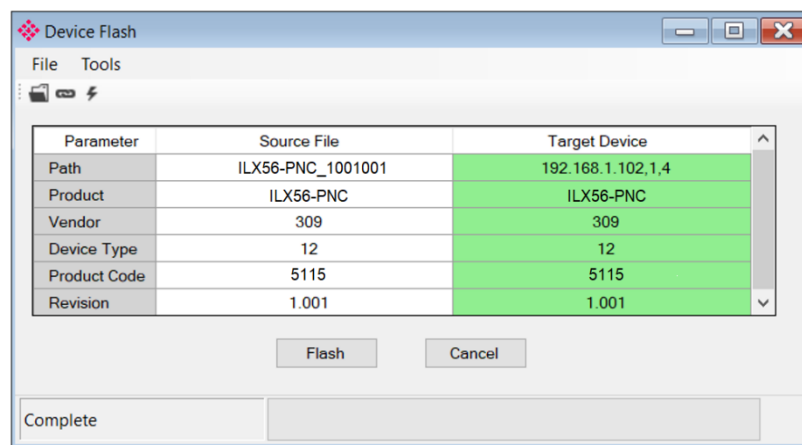 Device Flash
File Tools
Parameter Source File Target Device
Path ILX56-PNC_1001001 192.168.1.102,1,4
Product ILX56-PNC ILX56-PNC
Vendor 309 309
Device Type 12 12
Product Code 5115 5115
Revision 1.001 1.001
Flash Cancel
Complete